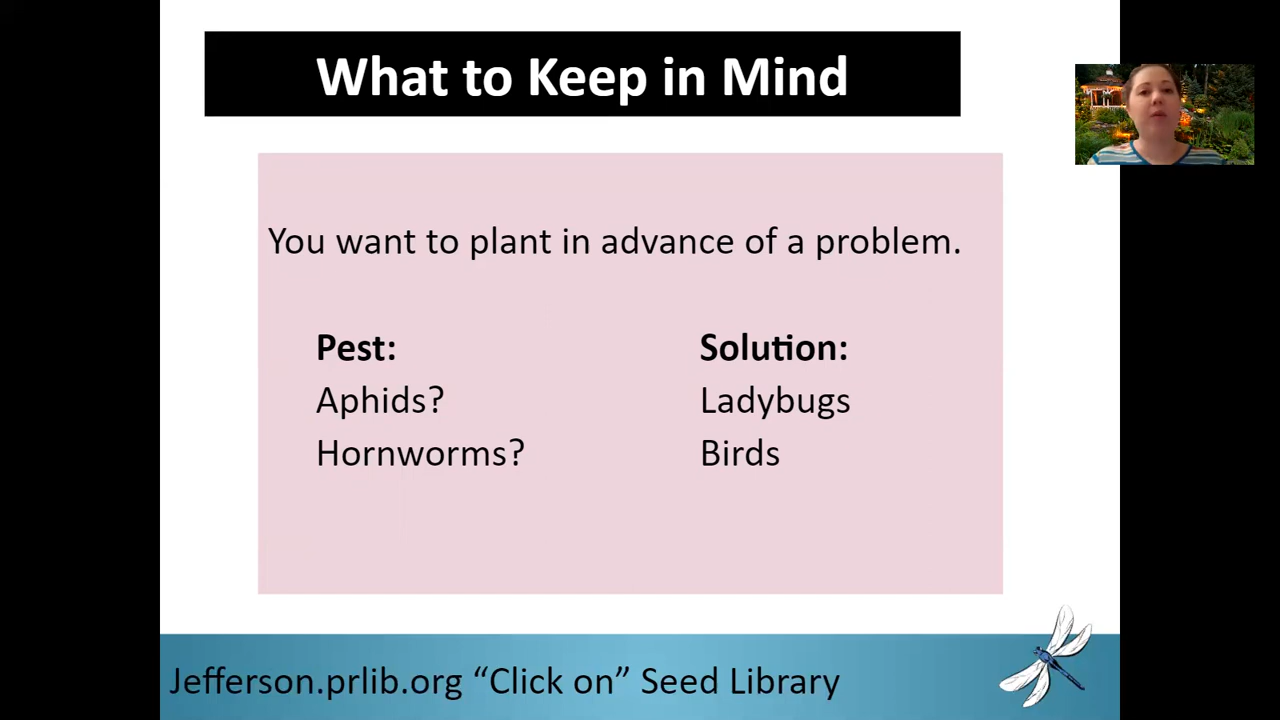 What to Keep in Mind
You want to plant in advance of a problem.
Pest: Solution:
Aphids? Ladybugs
Hornworms? Birds
Jefferson.prlib.org “Click on” Seed Library